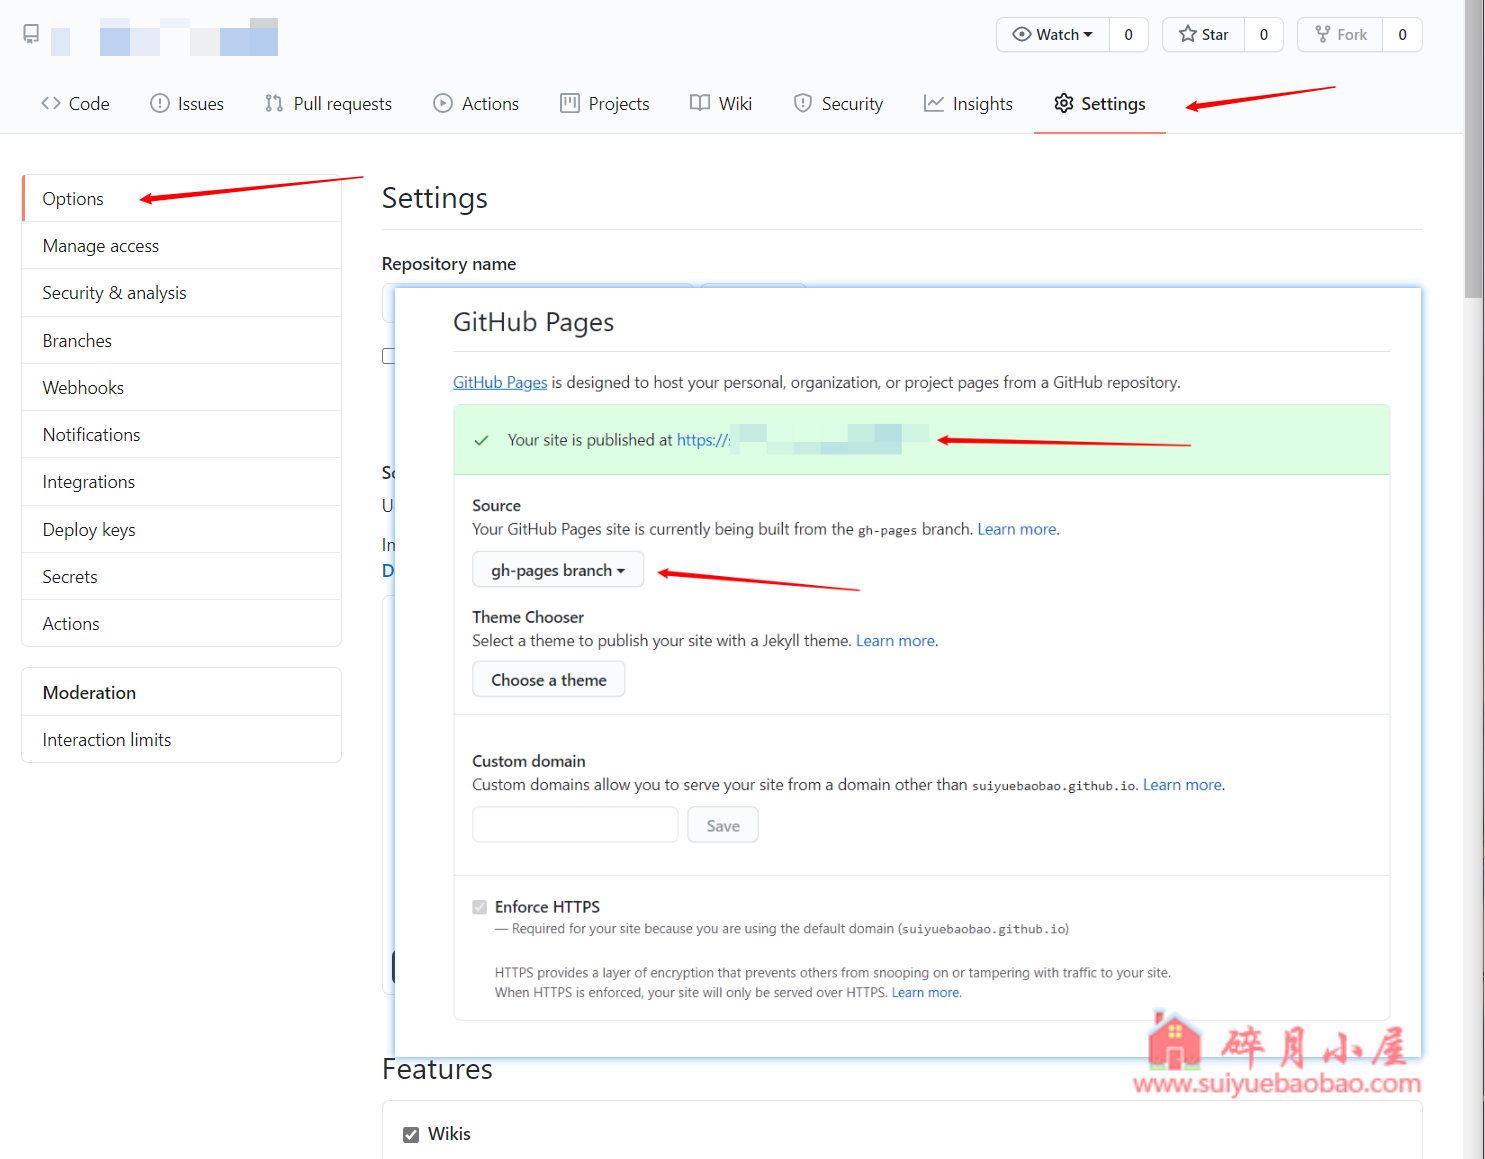 Watch 0 Star 0 Fork 0
Code Issues Pull requests Actions Projects Wiki Security Insights Settings
Options
Manage access
Security & analysis
Branches
Webhooks
Notifications
Integrations
Deploy keys
Secrets
Actions
Moderation
Interaction limits
Settings
Repository name
GitHub Pages
GitHub Pages is designed to host your personal, organization, or project pages from a GitHub repository.
Your site is published at https://
Source
Your GitHub Pages site is currently being built from the gh-pages branch. Learn more.
gh-pages branch
Theme Chooser
Select a theme to publish your site with a Jekyll theme. Learn more.
Choose a theme
Custom domain
Custom domains allow you to serve your site from a domain other than suiyuebaobao.github.io. Learn more.
Save
Enforce HTTPS
— Required for your site because you are using the default domain (suiyuebaobao.github.io)
HTTPS provides a layer of encryption that prevents others from snooping on or tampering with traffic to your site.
When HTTPS is enforced, your site will only be served over HTTPS. Learn more.
碎月小屋
www.suiyuebaobao.com
Features
Wikis